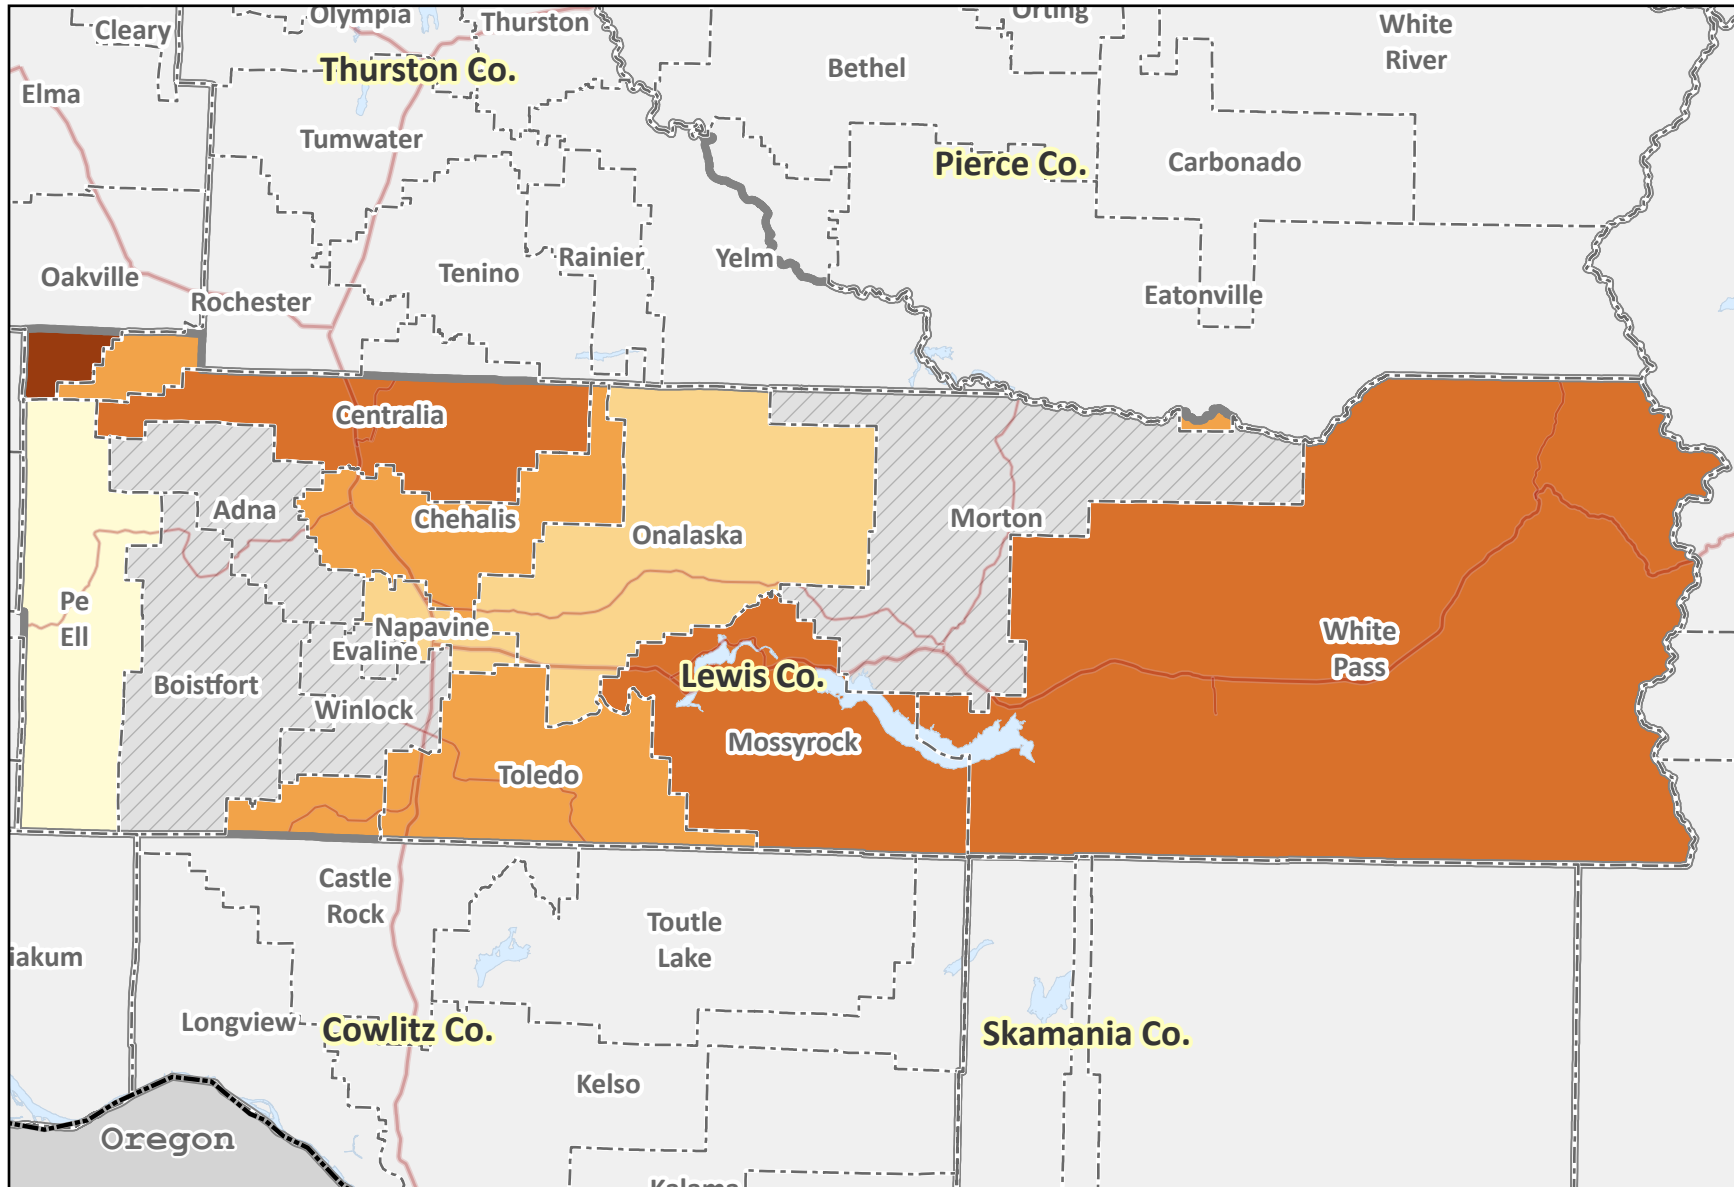 Olympia
Thurston
Orting
White
River
Cleary
Thurston Co.
Bethel
Elma
Tumwater
Pierce Co.
Carbonado
Oakville
Rochester
Tenino
Rainier
Yelm
Eatonville
Centralia
Adna
Chehalis
Onalaska
Morton
Pe
Ell
Napavine
Evaline
White
Pass
Boistfort
Lewis Co.
Winlock
Mossyrock
Toledo
Castle
Rock
Toutle
Lake
iakum
Longview
Cowlitz Co.
Skamania Co.
Kelso
Oregon
Kalama